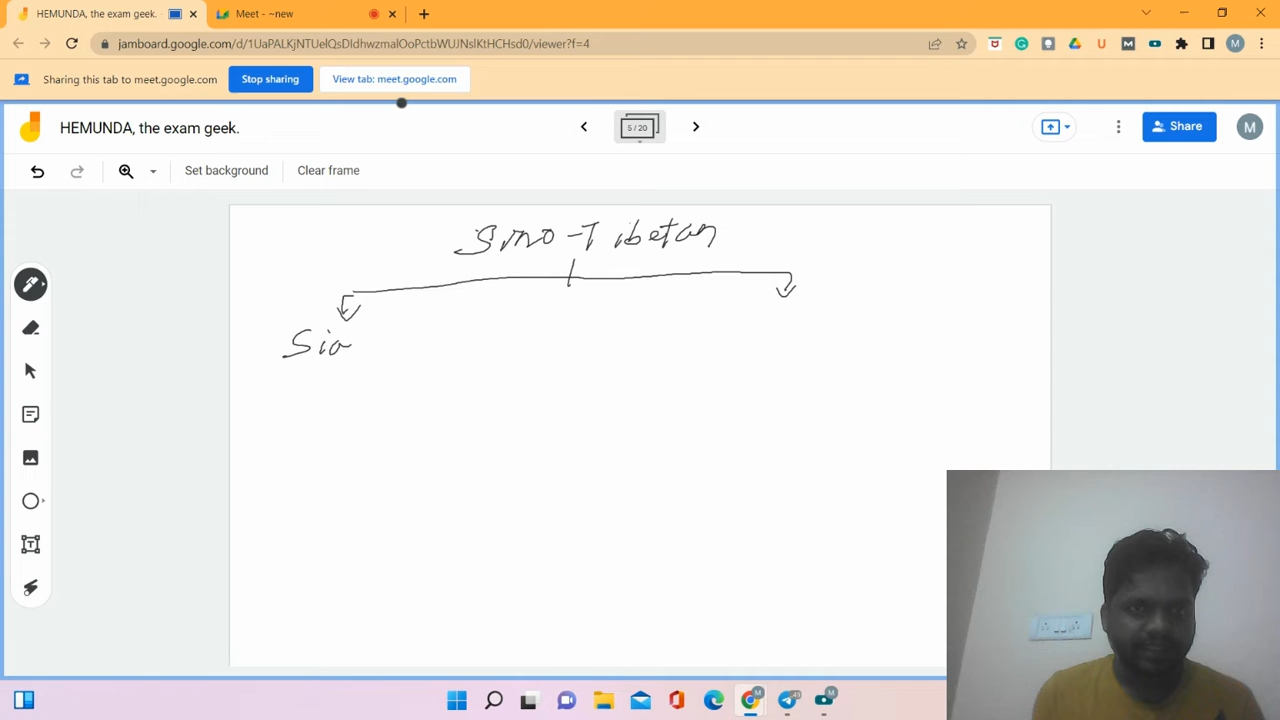 HEMUNDA, the exam geek.
Meet - ~new
jamboard.google.com/d/1UaPALKjNTUelQsDIdhwzmalOoPctbWUJNslKtHCHsd0/viewer?f=4
Sharing this tab to meet.google.com
Stop sharing
View tab: meet.google.com
HEMUNDA, the exam geek.
5 / 20
Share
M
Set background
Clear frame
Sino-Tibetan
Sia